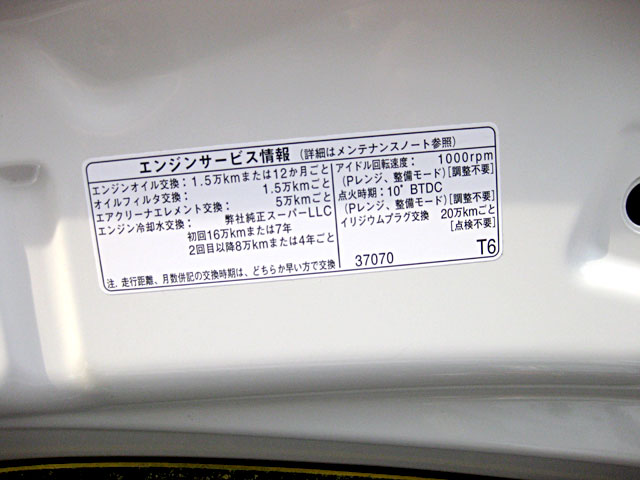 エンジンサービス情報 (詳細はメンテナンスノート参照)
エンジンオイル交換:1.5万kmまたは12か月ごと
オイルフィルタ交換: 1.5万kmごと
エアクリーナエレメント交換: 5万kmごと
エンジン冷却水交換: 弊社純正スーパーLLC
初回16万kmまたは7年
2回目以降8万kmまたは4年ごと
注. 走行距離、月数併記の交換時期は、どちらか早い方で交換
アイドル回転速度: 1000rpm
(Pレンジ、整備モード)[調整不要]
点火時期:10° BTDC
(Pレンジ、整備モード)[調整不要]
イリジウムプラグ交換 20万kmごと
[点検不要]
37070 T6